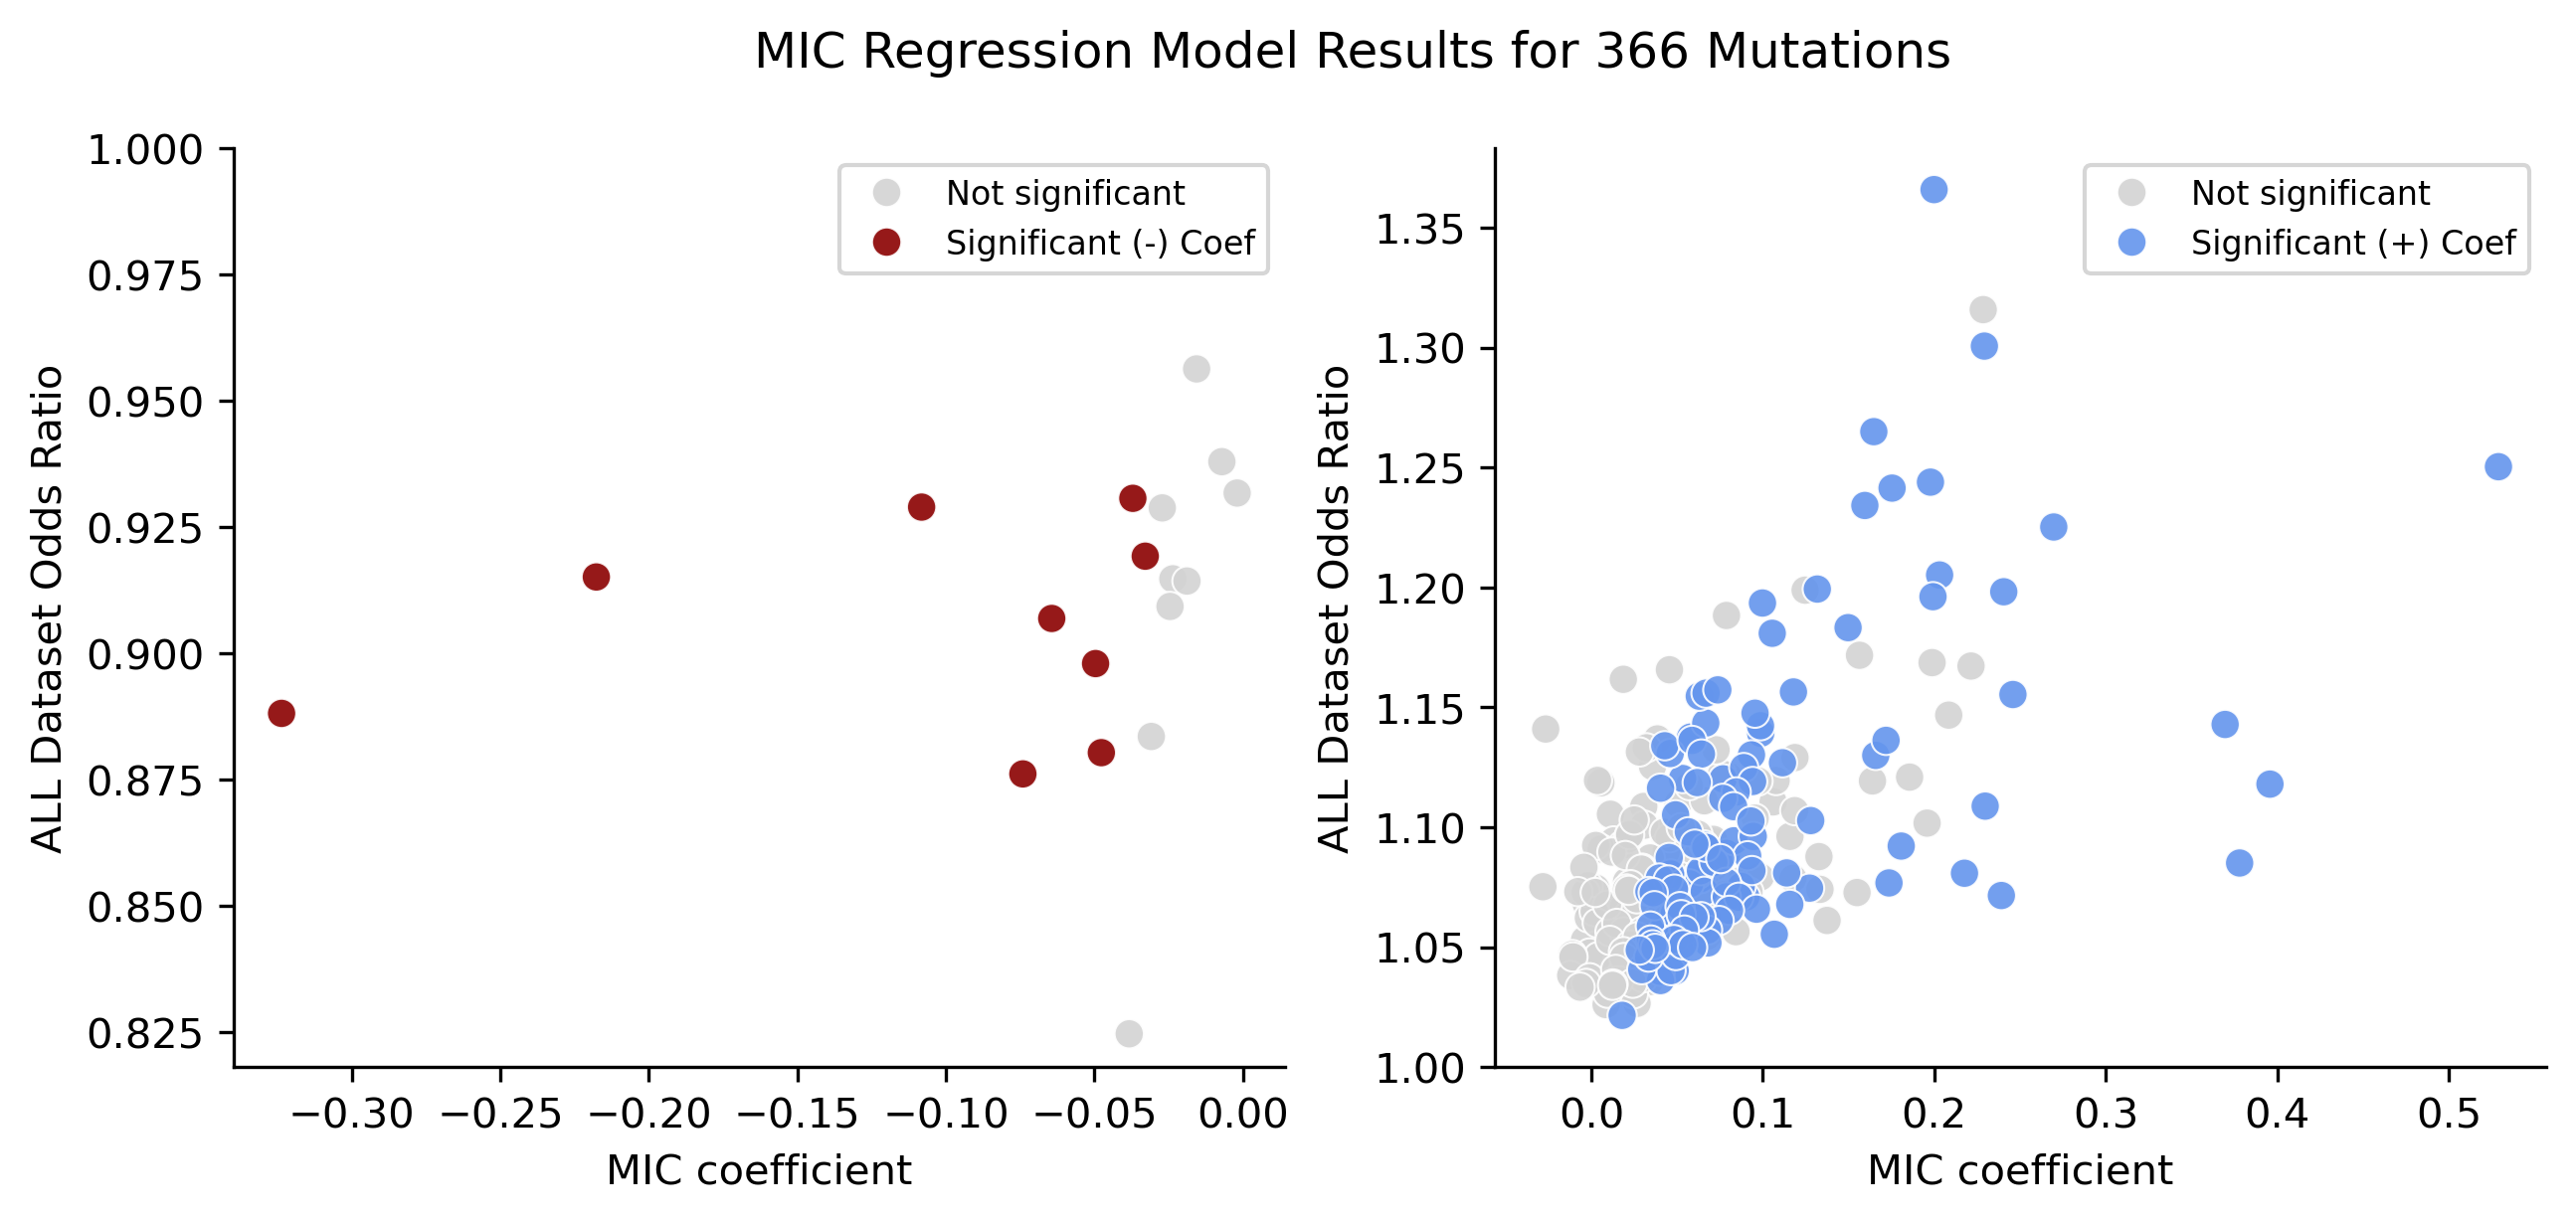 MIC Regression Model Results for 366 Mutations
ALL Dataset Odds Ratio
1.000
0.975
0.950
0.925
0.900
0.875
0.850
0.825
Not significant
Significant (-) Coef
−0.30 −0.25 −0.20 −0.15 −0.10 −0.05 0.00
MIC coefficient
ALL Dataset Odds Ratio
1.35
1.30
1.25
1.20
1.15
1.10
1.05
1.00
Not significant
Significant (+) Coef
0.0 0.1 0.2 0.3 0.4 0.5
MIC coefficient